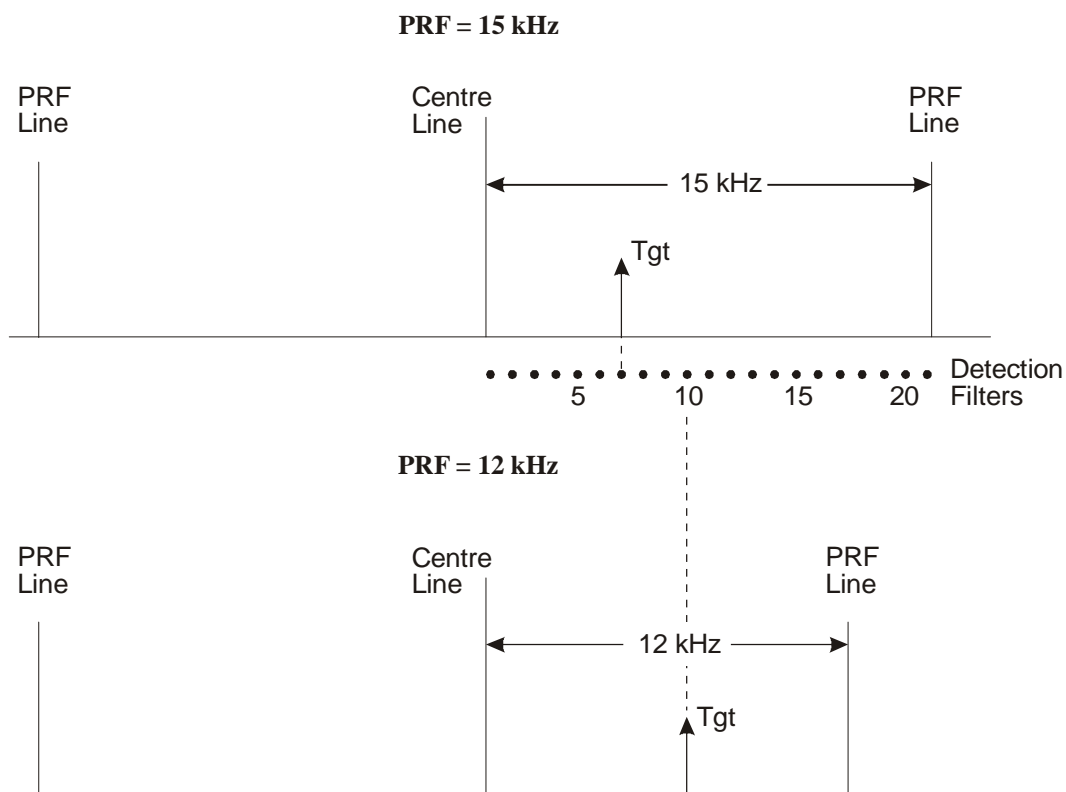 PRF = 15 kHz
PRF
Line
Centre
Line
PRF
Line
15 kHz
Tgt
5
10
15
20
Detection
Filters
PRF = 12 kHz
PRF
Line
Centre
Line
PRF
Line
12 kHz
Tgt